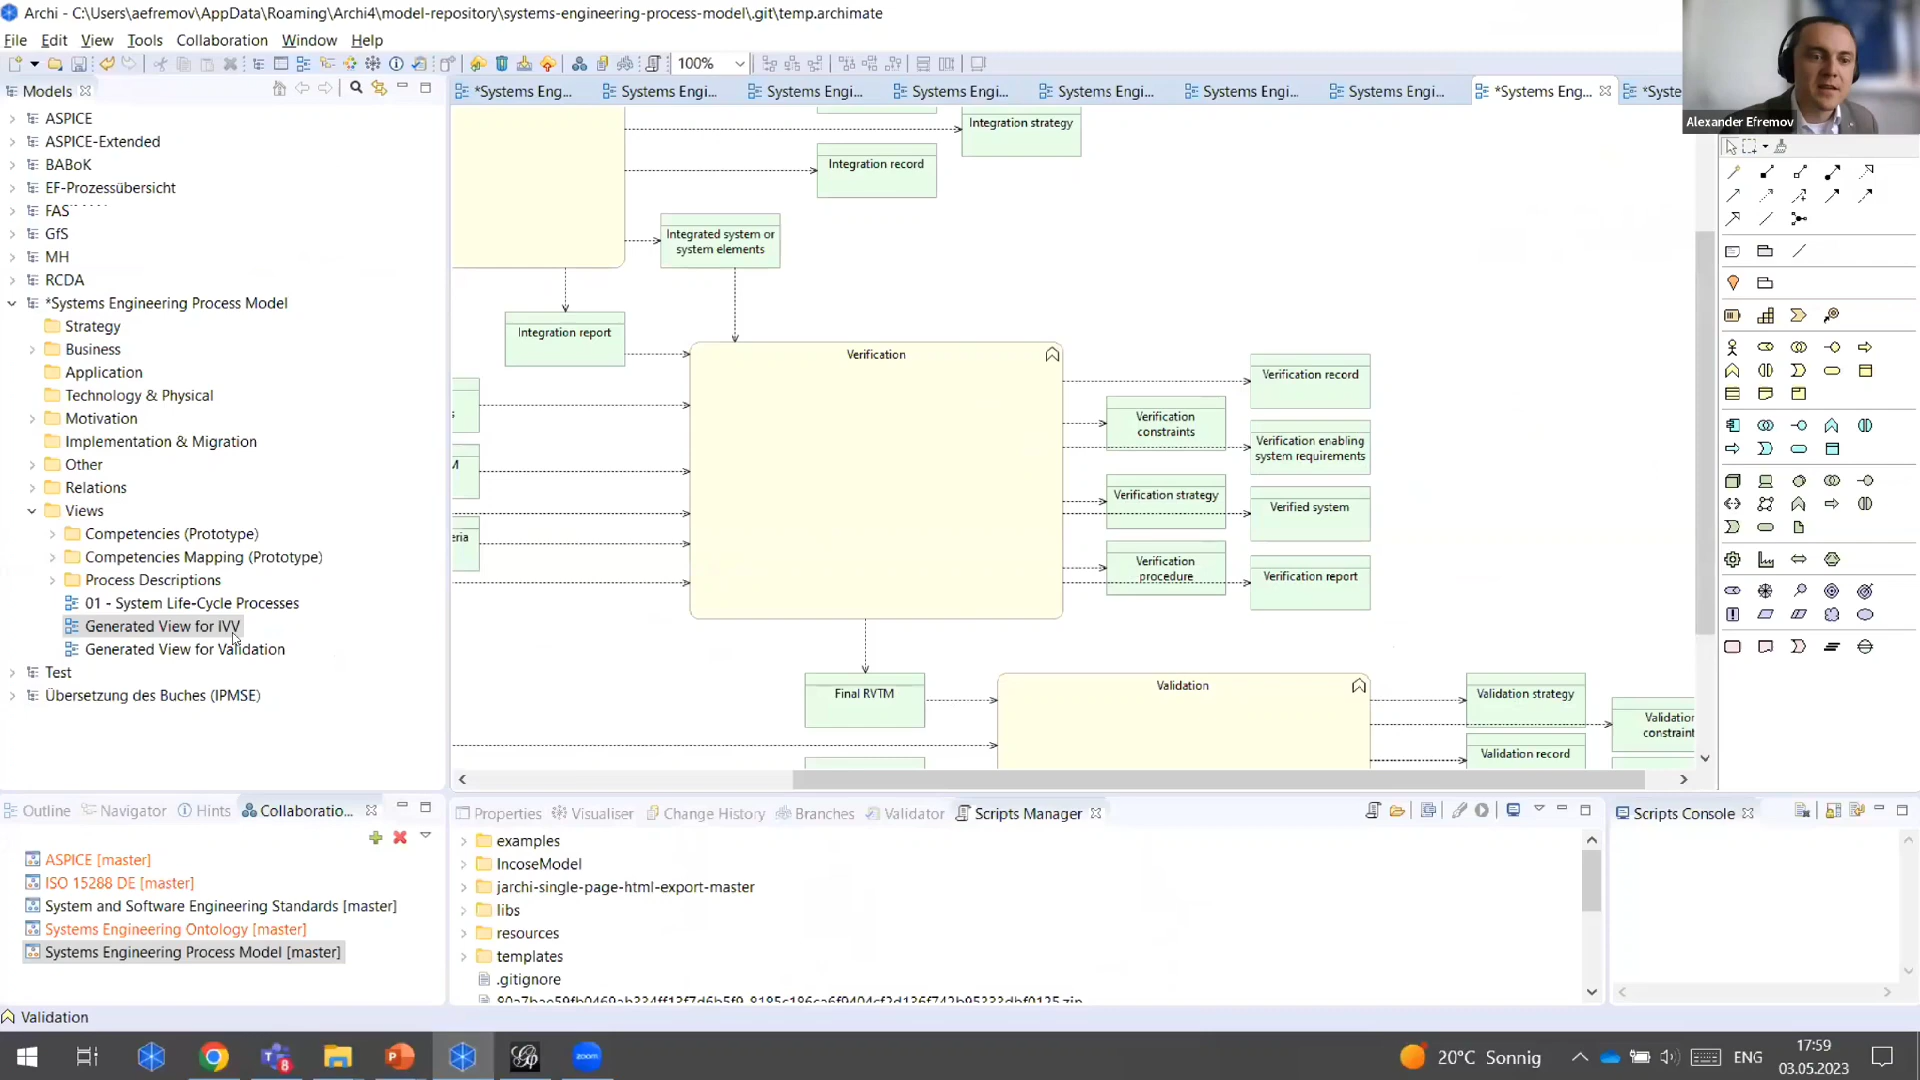 Archi - C:\Users\aefremov\AppData\Roaming\Archi4\model-repository\systems-engineering-process-model\.git\temp.archimate
File Edit View Tools Collaboration Window Help
100%
Models
*Systems Eng...
Systems Engi...
Systems Engi...
Systems Engi...
Systems Engi...
Systems Engi...
Systems Engi...
*Systems Eng...
*Syste
Alexander Efremov
ASPICE
ASPICE-Extended
BABoK
EF-Prozessübersicht
FAS
GfS
MH
RCDA
*Systems Engineering Process Model
Strategy
Business
Application
Technology & Physical
Motivation
Implementation & Migration
Other
Relations
Views
Competencies (Prototype)
Competencies Mapping (Prototype)
Process Descriptions
01 - System Life-Cycle Processes
Generated View for IVV
Generated View for Validation
Test
Übersetzung des Buches (IPMSE)
Integration strategy
Integration record
Integrated system or
system elements
Integration report
Verification
Verification record
Verification
constraints
Verification enabling
system requirements
Verification strategy
Verified system
Verification
procedure
Verification report
s
M
eria
Final RVTM
Validation
Validation strategy
Validation
constraint
Validation record
Outline
Navigator
Hints
Collaboratio...
ASPICE [master]
ISO 15288 DE [master]
System and Software Engineering Standards [master]
Systems Engineering Ontology [master]
Systems Engineering Process Model [master]
Properties
Visualiser
Change History
Branches
Validator
Scripts Manager
examples
IncoseModel
jarchi-single-page-html-export-master
libs
resources
templates
.gitignore
Scripts Console
Validation
8
zoom
20°C Sonnig
ENG
17:59
03.05.2023